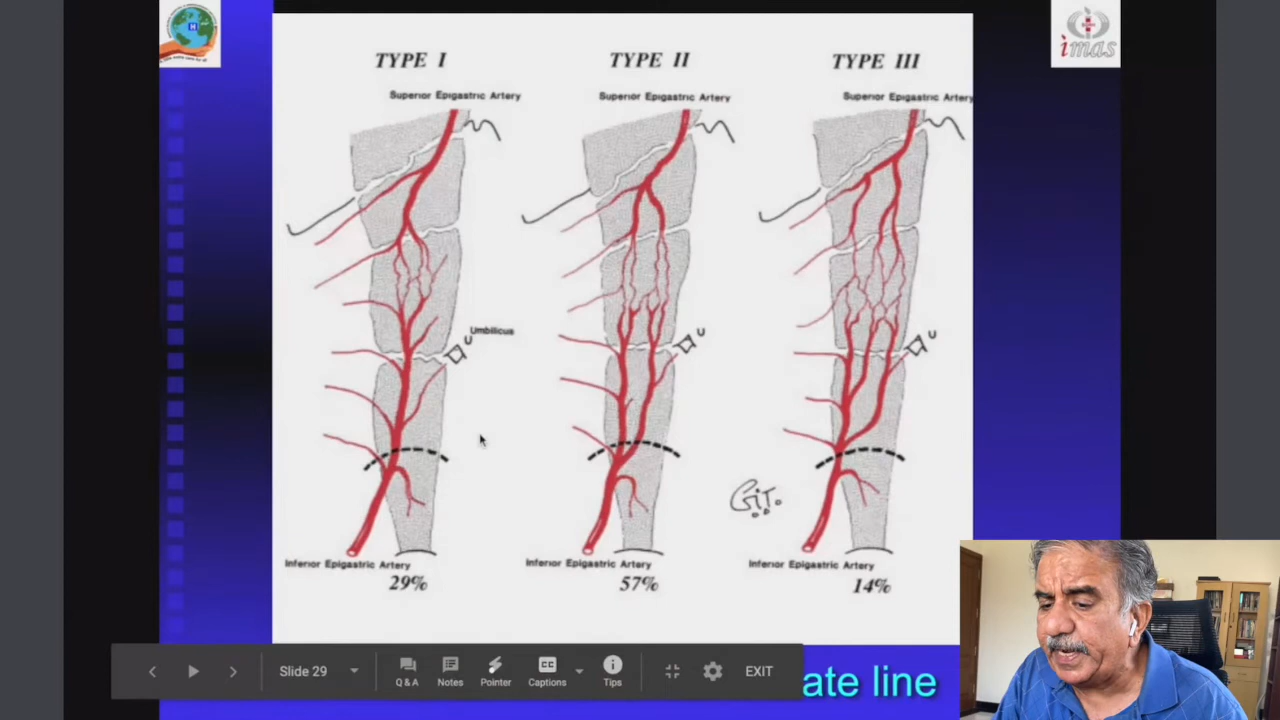 TYPE I TYPE II TYPE III
Superior Epigastric Artery Superior Epigastric Artery Superior Epigastric Artery
Umbilicus U U U
Inferior Epigastric Artery Inferior Epigastric Artery Inferior Epigastric Artery
29% 57% 14%
imas
Slide 29
Q & A Notes Pointer Captions Tips EXIT
ate line